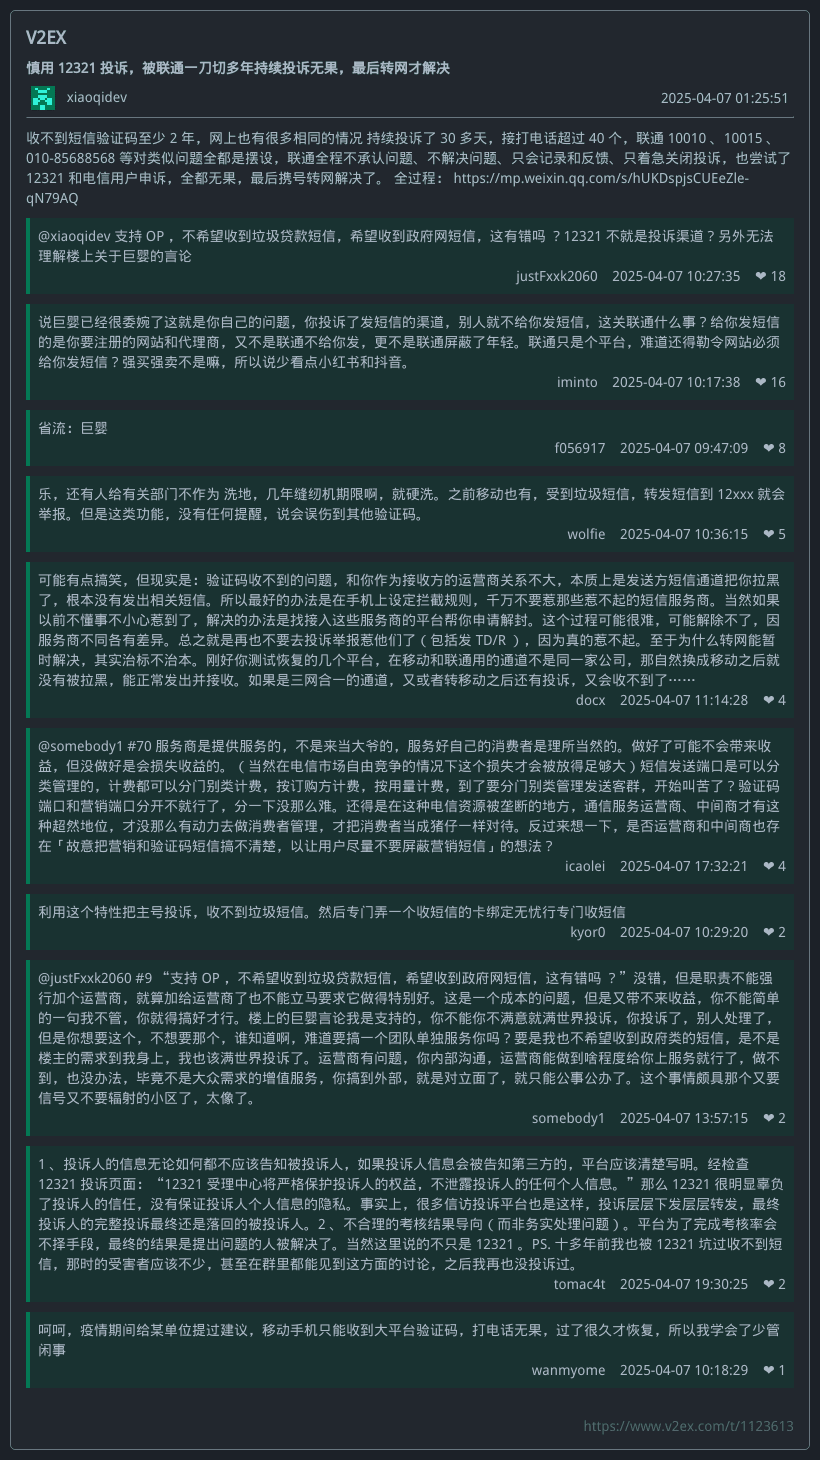 V2EX
慎用 12321 投诉，被联通一刀切多年持续投诉无果，最后转网才解决
xiaoqidev 2025-04-07 01:25:51
收不到短信验证码至少 2 年，网上也有很多相同的情况 持续投诉了 30 多天，接打电话超过 40 个，联通 10010 、10015 、
010-85688568 等对类似问题全都是摆设，联通全程不承认问题、不解决问题、只会记录和反馈、只着急关闭投诉，也尝试了
12321 和电信用户申诉，全都无果，最后携号转网解决了。 全过程： https://mp.weixin.qq.com/s/hUKDspjsCUEeZle-
qN79AQ
@xiaoqidev 支持 OP ，不希望收到垃圾贷款短信，希望收到政府网短信，这有错吗 ？12321 不就是投诉渠道？另外无法
理解楼上关于巨婴的言论
justFxxk2060 2025-04-07 10:27:35 ❤ 18
说巨婴已经很委婉了这就是你自己的问题，你投诉了发短信的渠道，别人就不给你发短信，这关联通什么事？给你发短信
的是你要注册的网站和代理商，又不是联通不给你发，更不是联通屏蔽了年轻。联通只是个平台，难道还得勒令网站必须
给你发短信？强买强卖不是嘛，所以说少看点小红书和抖音。
iminto 2025-04-07 10:17:38 ❤ 16
省流：巨婴
f056917 2025-04-07 09:47:09 ❤ 8
乐，还有人给有关部门不作为 洗地，几年缝纫机期限啊，就硬洗。之前移动也有，受到垃圾短信，转发短信到 12xxx 就会
举报。但是这类功能，没有任何提醒，说会误伤到其他验证码。
wolfie 2025-04-07 10:36:15 ❤ 5
可能有点搞笑，但现实是：验证码收不到的问题，和你作为接收方的运营商关系不大，本质上是发送方短信通道把你拉黑
了，根本没有发出相关短信。所以最好的办法是在手机上设定拦截规则，千万不要惹那些惹不起的短信服务商。当然如果
以前不懂事不小心惹到了，解决的办法是找接入这些服务商的平台帮你申请解封。这个过程可能很难，可能解除不了，因
服务商不同各有差异。总之就是再也不要去投诉举报惹他们了（包括发 TD/R ），因为真的惹不起。至于为什么转网能暂
时解决，其实治标不治本。刚好你测试恢复的几个平台，在移动和联通用的通道不是同一家公司，那自然换成移动之后就
没有被拉黑，能正常发出并接收。如果是三网合一的通道，又或者转移动之后还有投诉，又会收不到了……
docx 2025-04-07 11:14:28 ❤ 4
@somebody1 #70 服务商是提供服务的，不是来当大爷的，服务好自己的消费者是理所当然的。做好了可能不会带来收
益，但没做好是会损失收益的。（当然在电信市场自由竞争的情况下这个损失才会被放得足够大）短信发送端口是可以分
类管理的，计费都可以分门别类计费，按订购方计费，按用量计费，到了要分门别类管理发送客群，开始叫苦了？验证码
端口和营销端口分开不就行了，分一下没那么难。还得是在这种电信资源被垄断的地方，通信服务运营商、中间商才有这
种超然地位，才没那么有动力去做消费者管理，才把消费者当成猪仔一样对待。反过来想一下，是否运营商和中间商也存
在「故意把营销和验证码短信搞不清楚，以让用户尽量不要屏蔽营销短信」的想法？
icaolei 2025-04-07 17:32:21 ❤ 4
利用这个特性把主号投诉，收不到垃圾短信。然后专门弄一个收短信的卡绑定无忧行专门收短信
kyor0 2025-04-07 10:29:20 ❤ 2
@justFxxk2060 #9 “支持 OP ，不希望收到垃圾贷款短信，希望收到政府网短信，这有错吗 ？”没错，但是职责不能强
行加个运营商，就算加给运营商了也不能立马要求它做得特别好。这是一个成本的问题，但是又带不来收益，你不能简单
的一句我不管，你就得搞好才行。楼上的巨婴言论我是支持的，你不能你不满意就满世界投诉，你投诉了，别人处理了，
但是你想要这个，不想要那个，谁知道啊，难道要搞一个团队单独服务你吗？要是我也不希望收到政府类的短信，是不是
楼主的需求到我身上，我也该满世界投诉了。运营商有问题，你内部沟通，运营商能做到啥程度给你上服务就行了，做不
到，也没办法，毕竟不是大众需求的增值服务，你搞到外部，就是对立面了，就只能公事公办了。这个事情颇具那个又要
信号又不要辐射的小区了，太像了。
somebody1 2025-04-07 13:57:15 ❤ 2
1 、投诉人的信息无论如何都不应该告知被投诉人，如果投诉人信息会被告知第三方的，平台应该清楚写明。经检查
12321 投诉页面：“12321 受理中心将严格保护投诉人的权益，不泄露投诉人的任何个人信息。”那么 12321 很明显辜负
了投诉人的信任，没有保证投诉人个人信息的隐私。事实上，很多信访投诉平台也是这样，投诉层层下发层层转发，最终
投诉人的完整投诉最终还是落回的被投诉人。2 、不合理的考核结果导向（而非务实处理问题）。平台为了完成考核率会
不择手段，最终的结果是提出问题的人被解决了。当然这里说的不只是 12321 。PS. 十多年前我也被 12321 坑过收不到短
信，那时的受害者应该不少，甚至在群里都能见到这方面的讨论，之后我再也没投诉过。
tomac4t 2025-04-07 19:30:25 ❤ 2
呵呵，疫情期间给某单位提过建议，移动手机只能收到大平台验证码，打电话无果，过了很久才恢复，所以我学会了少管
闲事
wanmyome 2025-04-07 10:18:29 ❤ 1
https://www.v2ex.com/t/1123613